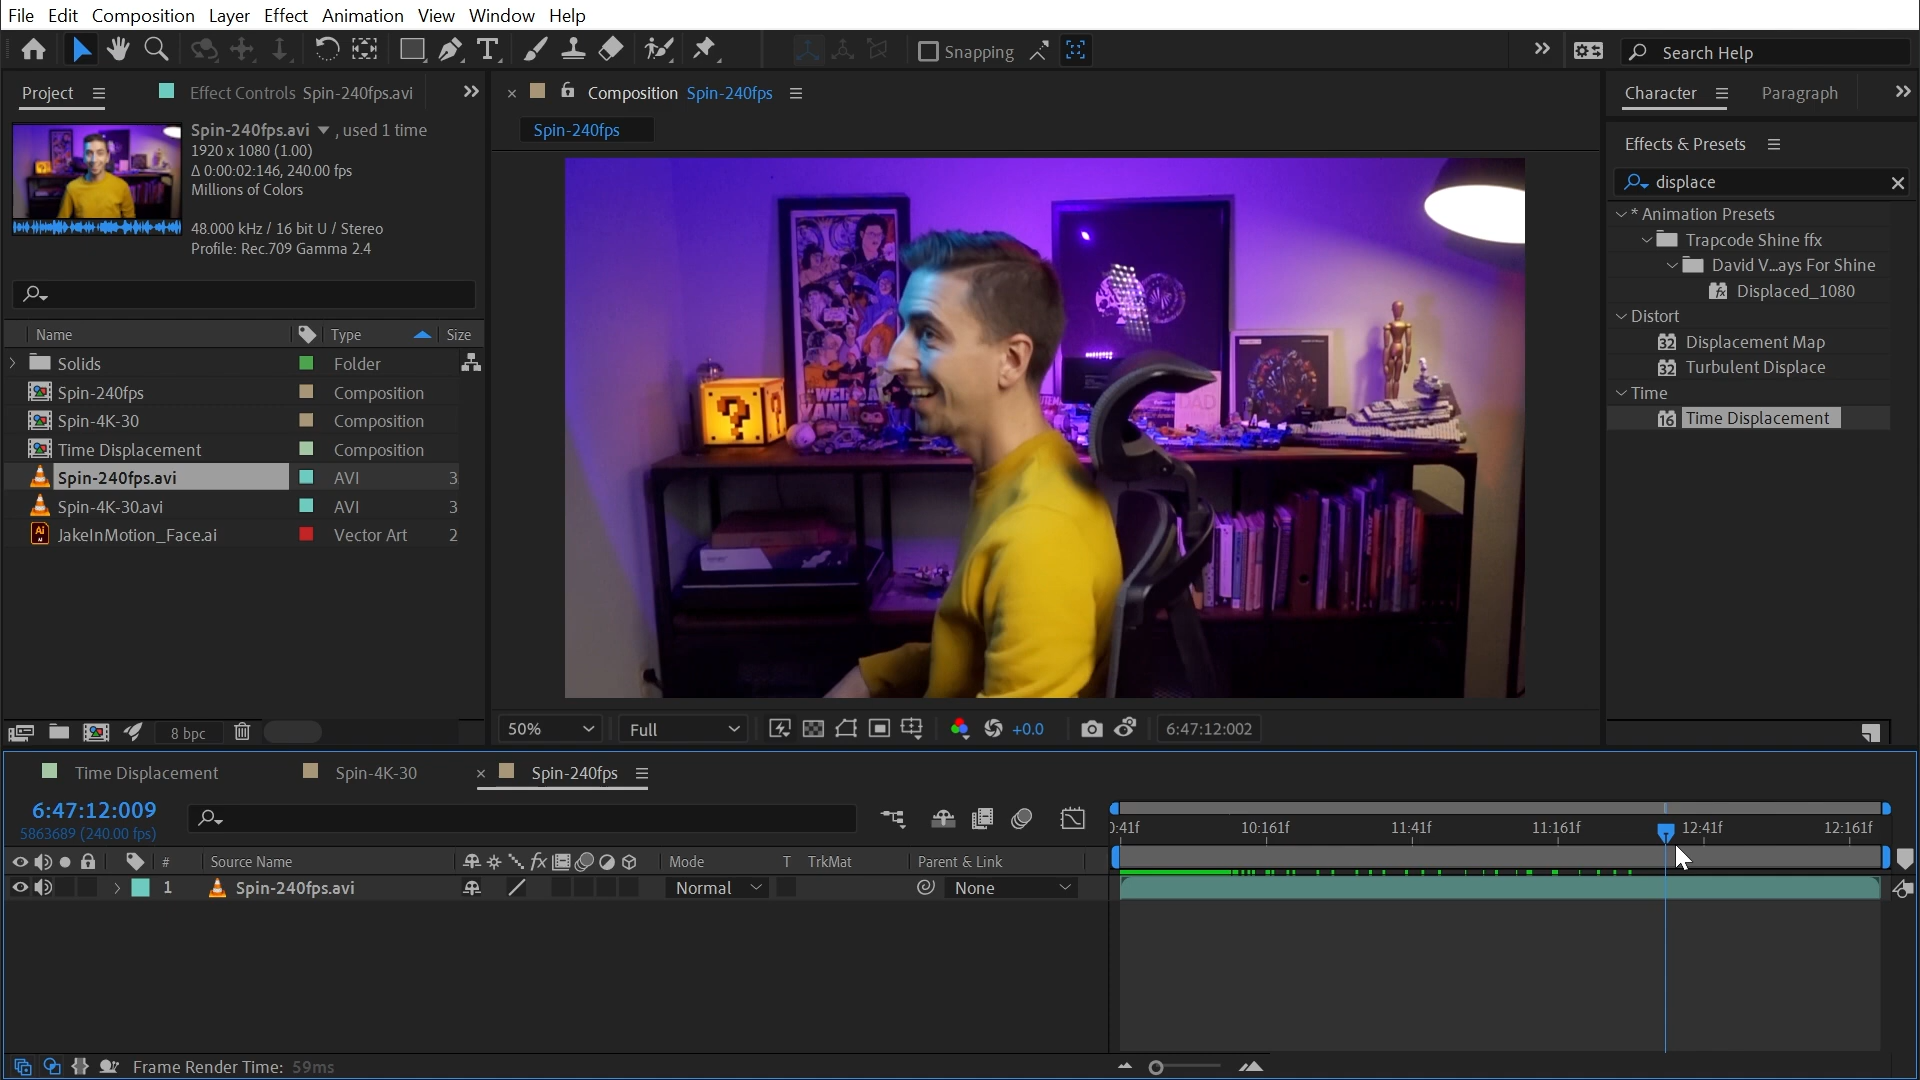 File Edit Composition Layer Effect Animation View Window Help
Snapping
Search Help
Project
Effect Controls Spin-240fps.avi
Spin-240fps.avi , used 1 time
1920 x 1080 (1.00)
Δ 0:00:02:146, 240.00 fps
Millions of Colors
48.000 kHz / 16 bit U / Stereo
Profile: Rec.709 Gamma 2.4
Name Type Size
Solids Folder
Spin-240fps Composition
Spin-4K-30 Composition
Time Displacement Composition
Spin-240fps.avi AVI 3
Spin-4K-30.avi AVI 3
Ai JakeInMotion_Face.ai Vector Art 2
8 bpc
Composition Spin-240fps
Spin-240fps
?
50% Full +0.0 6:47:12:002
Character Paragraph
Effects & Presets
displace
* Animation Presets
Trapcode Shine ffx
David V...ays For Shine
Displaced_1080
Distort
32 Displacement Map
32 Turbulent Displace
Time
16 Time Displacement
Time Displacement Spin-4K-30 Spin-240fps
6:47:12:009
5863689 (240.00 fps)
0:41f 10:161f 11:41f 11:161f 12:41f 12:161f
# Source Name fx Mode T TrkMat Parent & Link
1 Spin-240fps.avi Normal None
Frame Render Time: 59ms